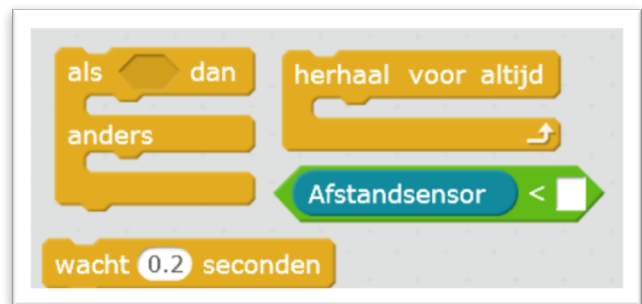 als dan
anders
herhaal voor altijd
Afstandsensor <
wacht 0.2 seconden